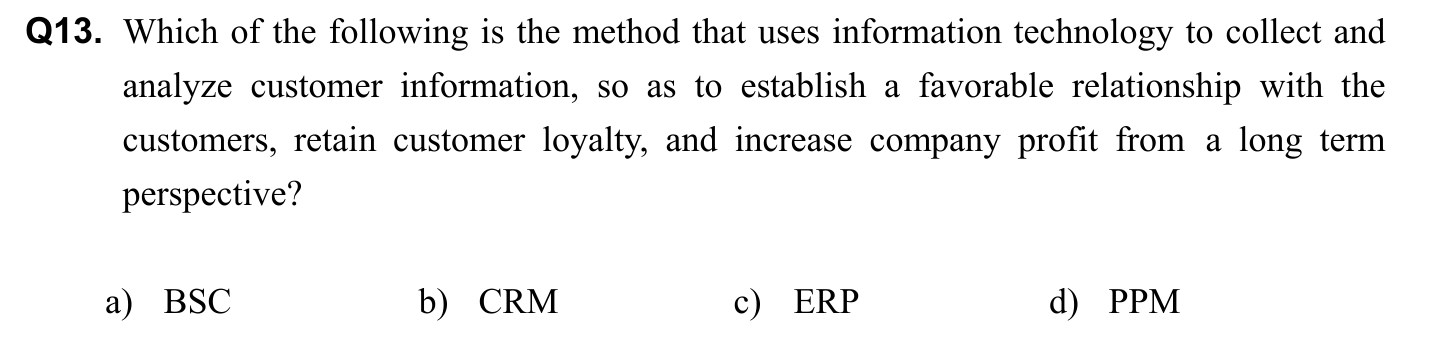 Q13. Which of the following is the method that uses information technology to collect and
analyze customer information, so as to establish a favorable relationship with the
customers, retain customer loyalty, and increase company profit from a long term
perspective?
a) BSC b) CRM c) ERP d) PPM